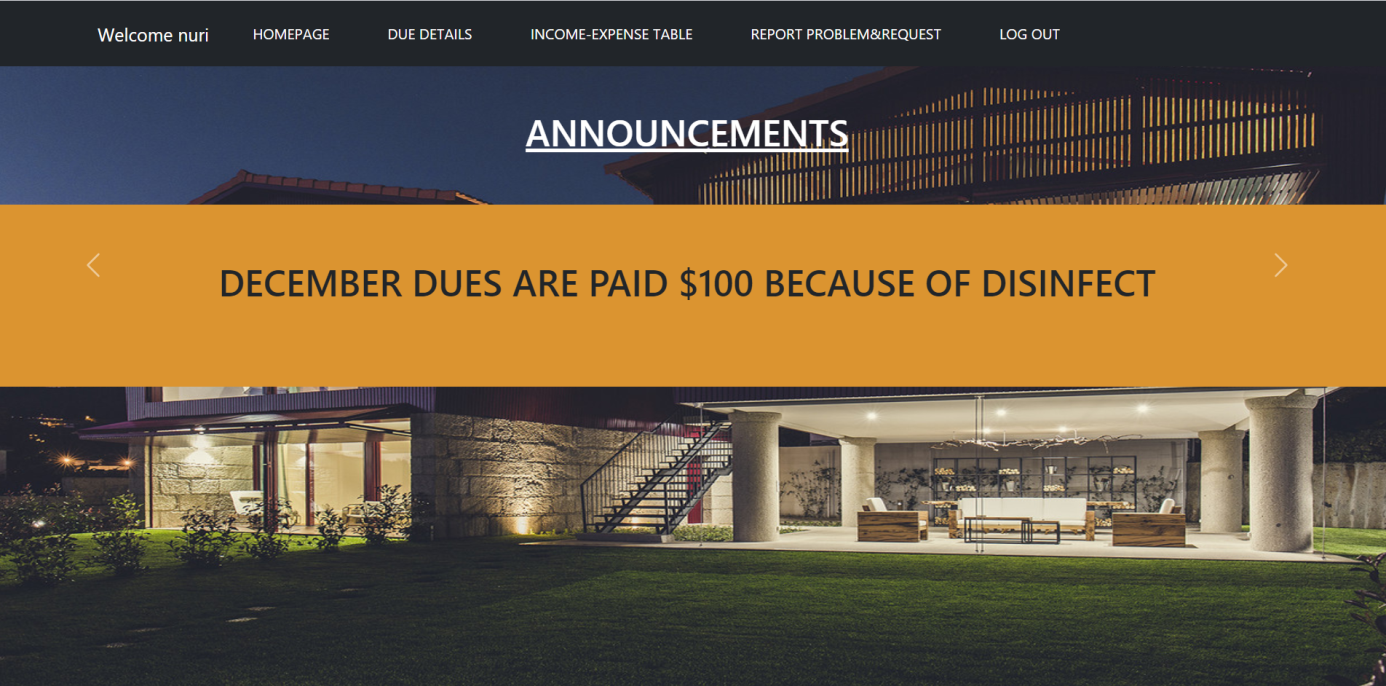 Welcome nuri HOMEPAGE DUE DETAILS INCOME-EXPENSE TABLE REPORT PROBLEM&REQUEST LOG OUT
ANNOUNCEMENTS
DECEMBER DUES ARE PAID $100 BECAUSE OF DISINFECT